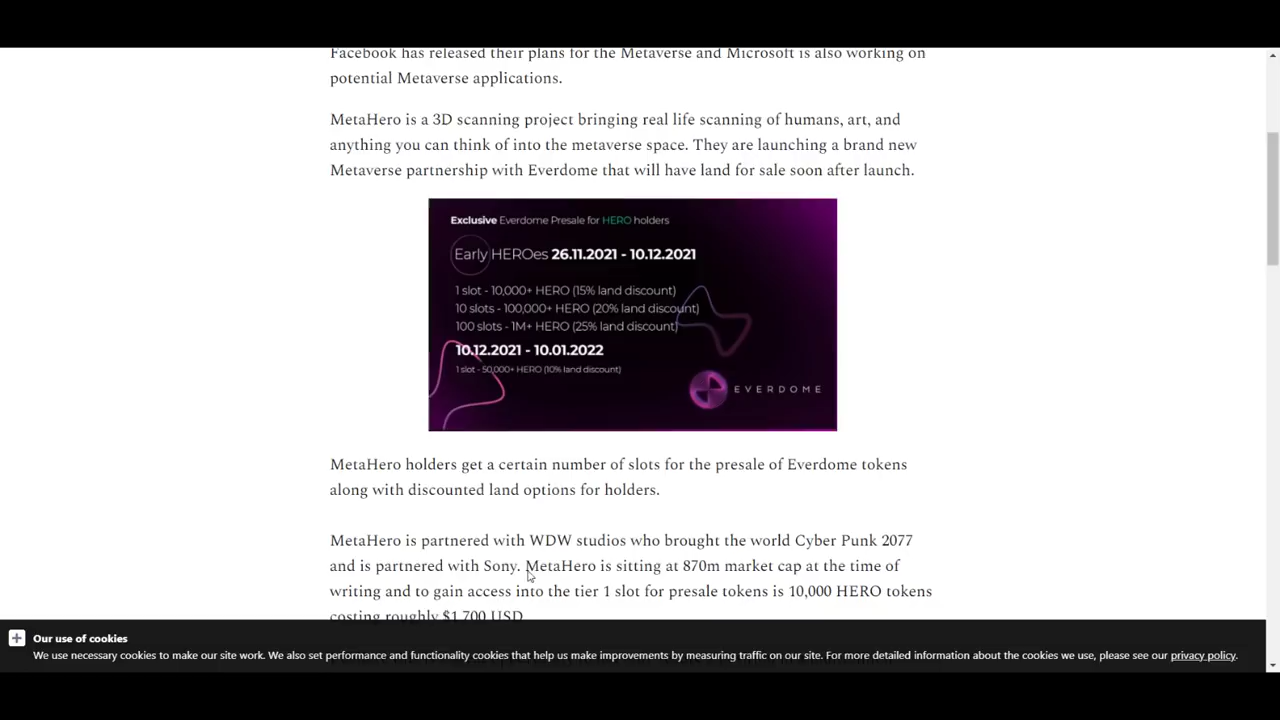 Facebook has released their plans for the Metaverse and Microsoft is also working on
potential Metaverse applications.
MetaHero is a 3D scanning project bringing real life scanning of humans, art, and
anything you can think of into the metaverse space. They are launching a brand new
Metaverse partnership with Everdome that will have land for sale soon after launch.
Exclusive Everdome Presale for HERO holders
Early HEROes 26.11.2021 - 10.12.2021
1 slot - 10,000+ HERO (15% land discount)
10 slots - 100,000+ HERO (20% land discount)
100 slots - 1M+ HERO (25% land discount)
10.12.2021 - 10.01.2022
1 slot - 50,000+ HERO (10% land discount)
EVERDOME
MetaHero holders get a certain number of slots for the presale of Everdome tokens
along with discounted land options for holders.
MetaHero is partnered with WDW studios who brought the world Cyber Punk 2077
and is partnered with Sony. MetaHero is sitting at 870m market cap at the time of
writing and to gain access into the tier 1 slot for presale tokens is 10,000 HERO tokens
costing roughly $1,700 USD
Our use of cookies
We use necessary cookies to make our site work. We also set performance and functionality cookies that help us make improvements by measuring traffic on our site. For more detailed information about the cookies we use, please see our privacy policy.